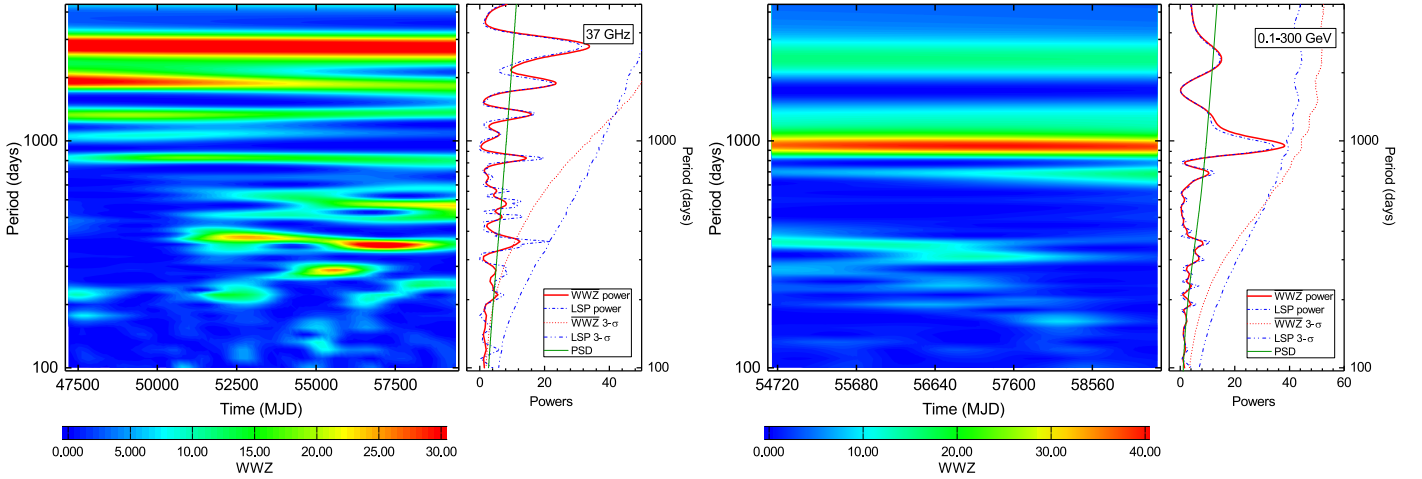 37 GHz
1000
100
Period (days)
47500 50000 52500 55000 57500
Time (MJD)
0.000 5.000 10.00 15.00 20.00 25.00 30.00
WWZ
1000
100
Period (days)
WWZ power
LSP power
WWZ 3-σ
LSP 3-σ
PSD
0 20 40
Powers
0.1-300 GeV
1000
100
Period (days)
54720 55680 56640 57600 58560
Time (MJD)
0.000 10.00 20.00 30.00 40.00
WWZ
1000
100
Period (days)
WWZ power
LSP power
WWZ 3-σ
LSP 3-σ
PSD
0 20 40 60
Powers